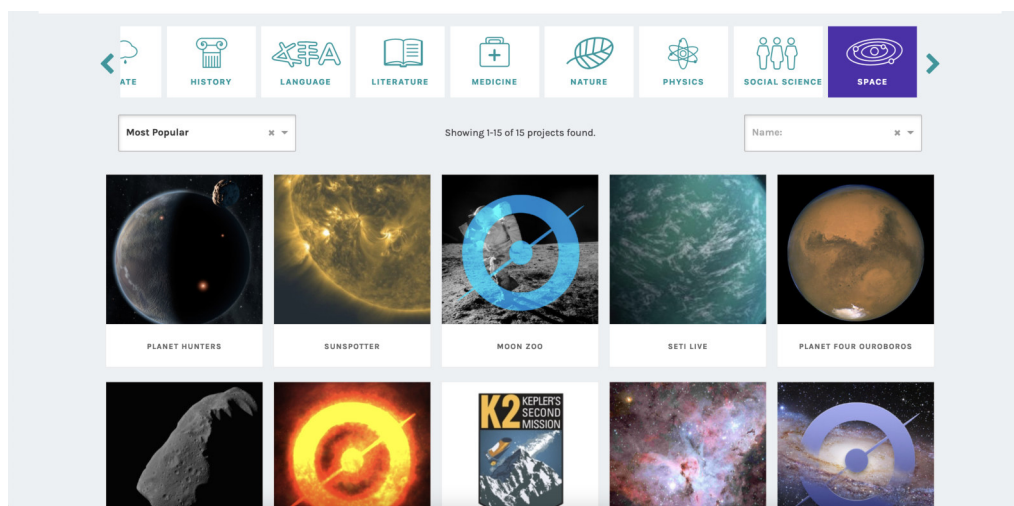 ATE
HISTORY
LANGUAGE
LITERATURE
MEDICINE
NATURE
PHYSICS
SOCIAL SCIENCE
SPACE
Most Popular
Showing 1-15 of 15 projects found.
Name:
PLANET HUNTERS
SUNSPOTTER
MOON ZOO
SETI LIVE
PLANET FOUR OUROBOROS
K2 KEPLER'S
SECOND
MISSION